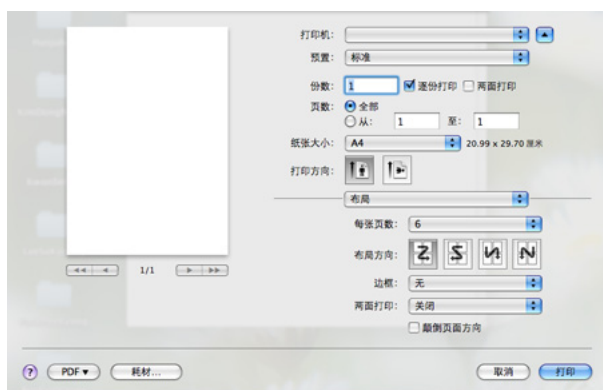 打印机：
预置： 标准
份数： 1 逐份打印 两面打印
页数： 全部
从： 1 至： 1
纸张大小： A4 20.99 x 29.70 厘米
打印方向：
布局
每张页数： 6
布局方向：
边框： 无
两面打印： 关闭
颠倒页面方向
1/1
? PDF▼ 耗材... 取消 打印